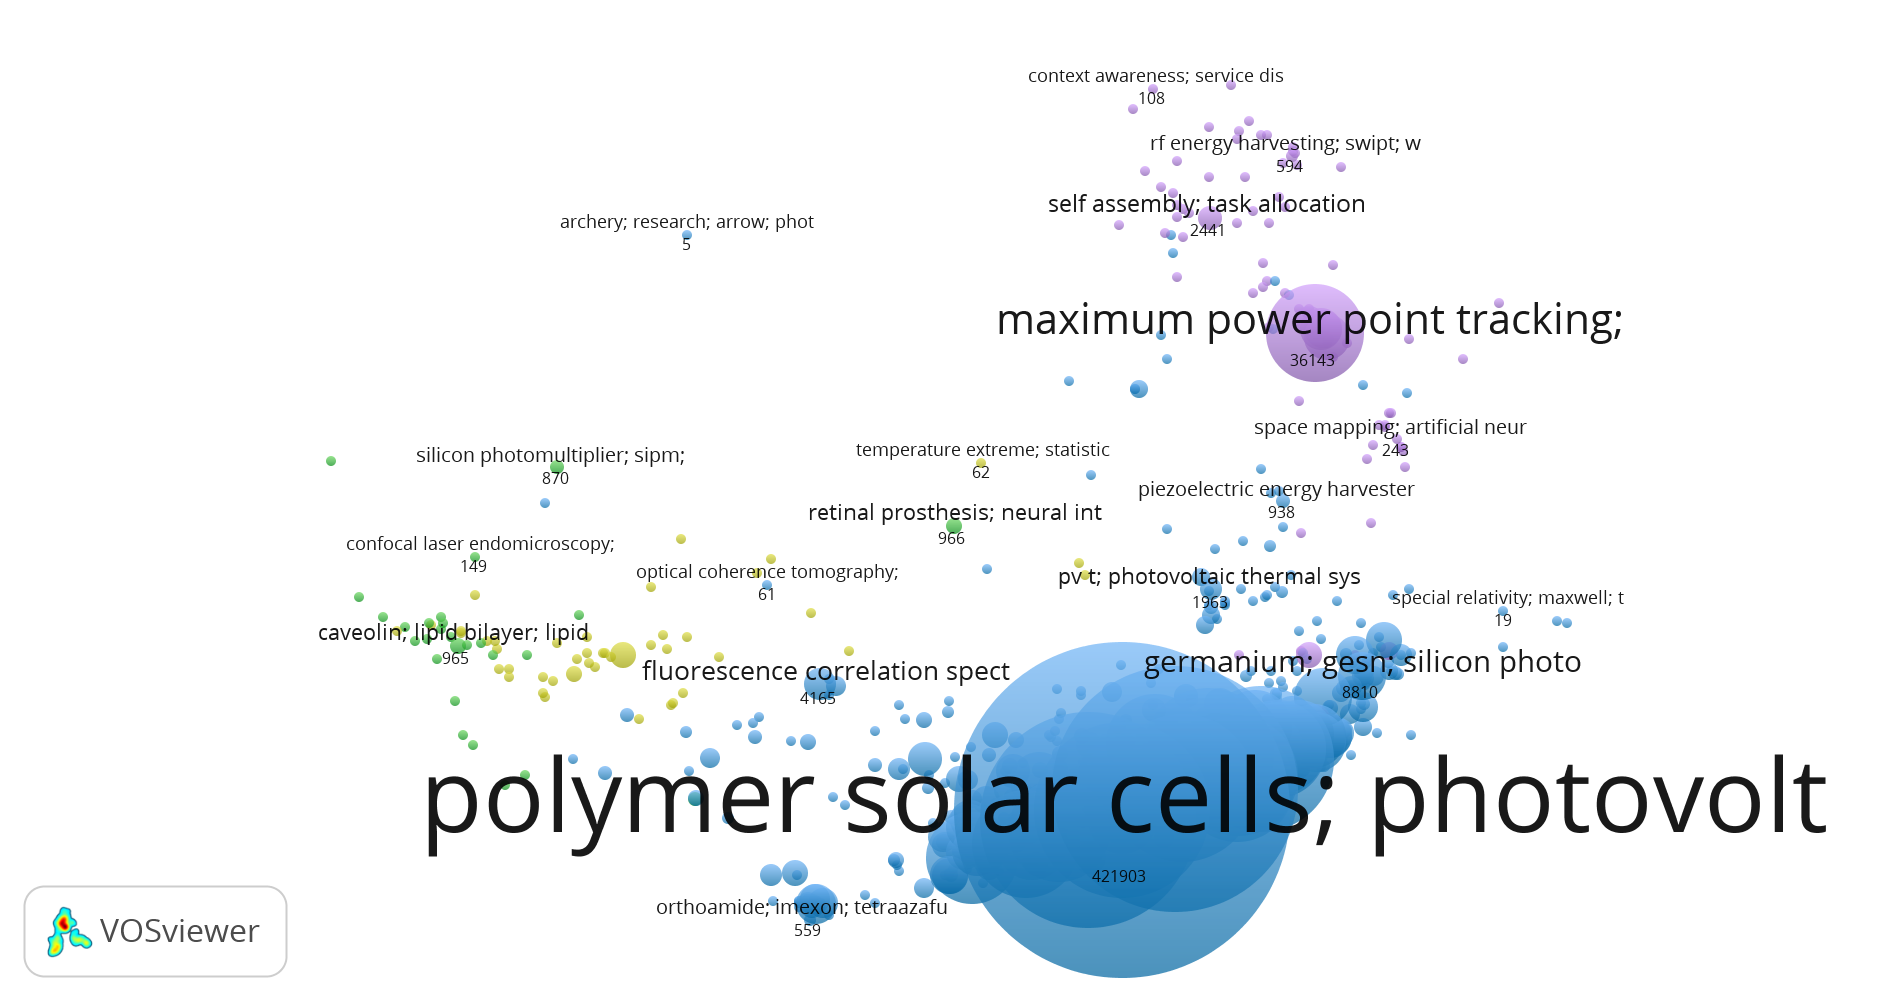 context awareness; service dis
108
rf energy harvesting; swipt; w
594
self assembly; task allocation
2441
archery; research; arrow; phot
5
maximum power point tracking;
36143
space mapping; artificial neur
243
silicon photomultiplier; sipm;
870
temperature extreme; statistic
62
piezoelectric energy harvester
938
retinal prosthesis; neural int
966
confocal laser endomicroscopy;
149
optical coherence tomography;
61
pv t; photovoltaic thermal sys
1963
special relativity; maxwell; t
19
caveolin; lipid bilayer; lipid
965
fluorescence correlation spect
4165
germanium; gesn; silicon photo
8810
polymer solar cells; photovolt
421903
orthoamide; imexon; tetraazafu
559
VOSviewer